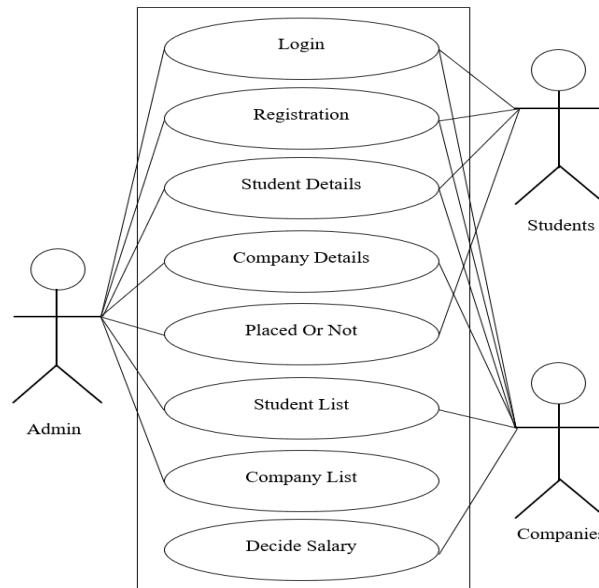 Login
Registration
Student Details
Students
Company Details
Placed Or Not
Student List
Admin
Company List
Companies
Decide Salary